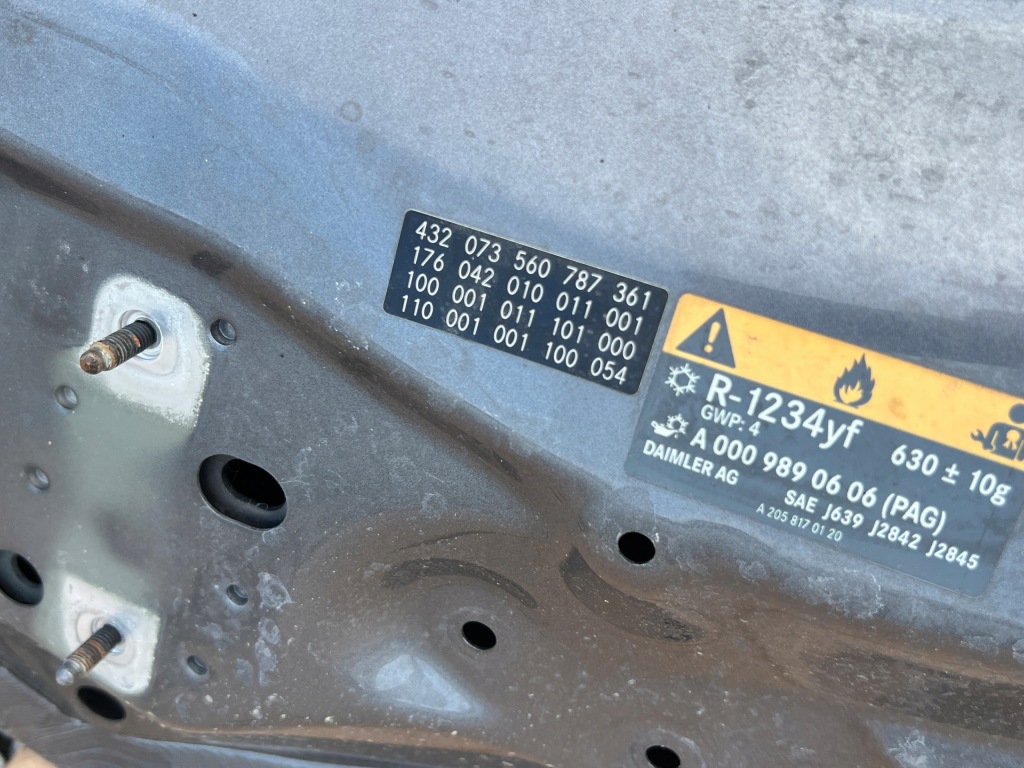 432 073 560 787 361
176 042 010 011 001
100 001 011 101 000
110 001 001 100 054
R-1234yf 630 ± 10g
GWP: 4
A 000 989 06 06 (PAG)
DAIMLER AG SAE J639 J2842 J2845
A 205 817 01 20